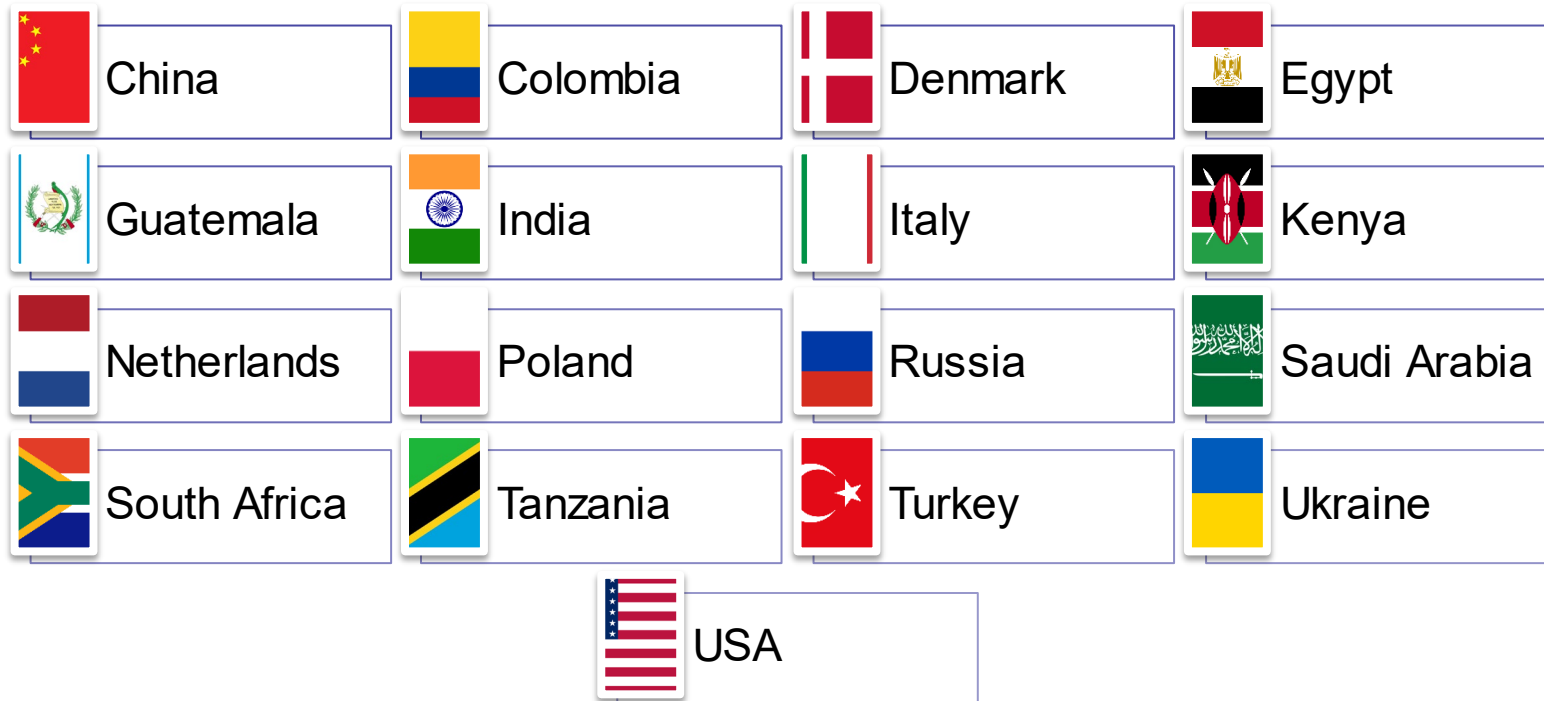 China
Colombia
Denmark
Egypt
Guatemala
India
Italy
Kenya
Netherlands
Poland
Russia
Saudi Arabia
South Africa
Tanzania
Turkey
Ukraine
USA